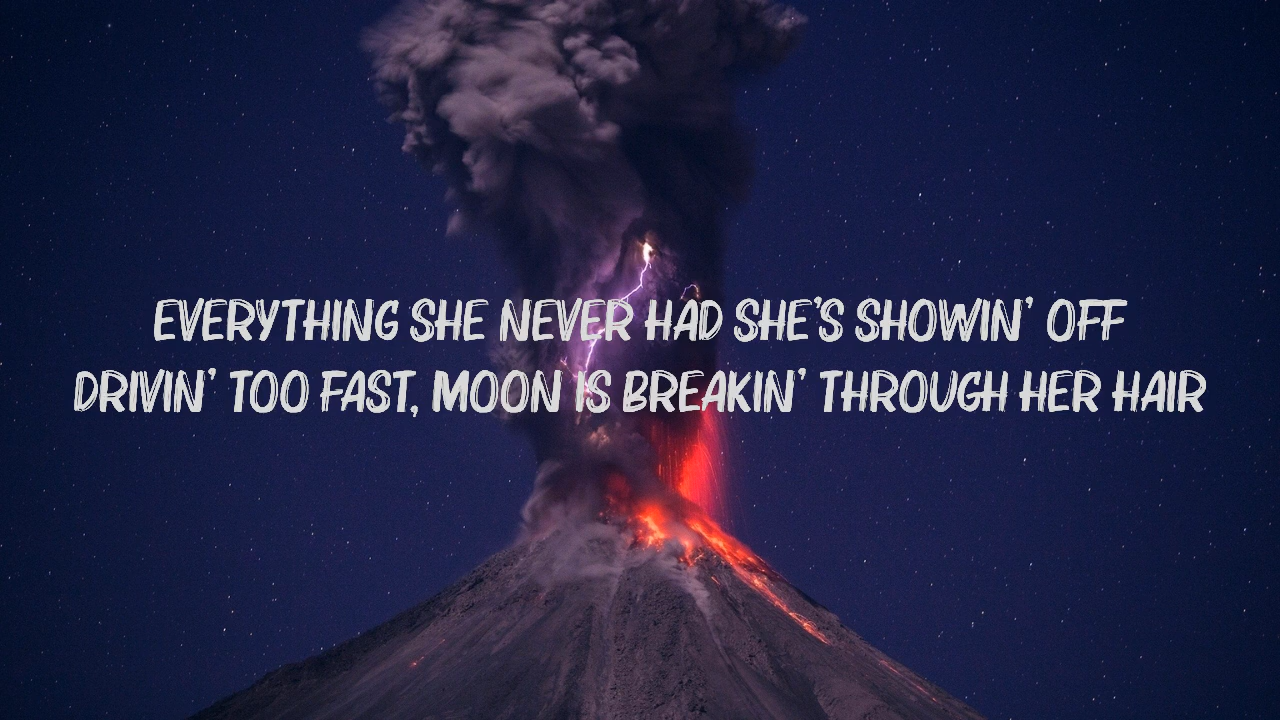 EVERYTHING SHE NEVER HAD SHE'S SHOWIN' OFF
DRIVIN' TOO FAST, MOON IS BREAKIN' THROUGH HER HAIR